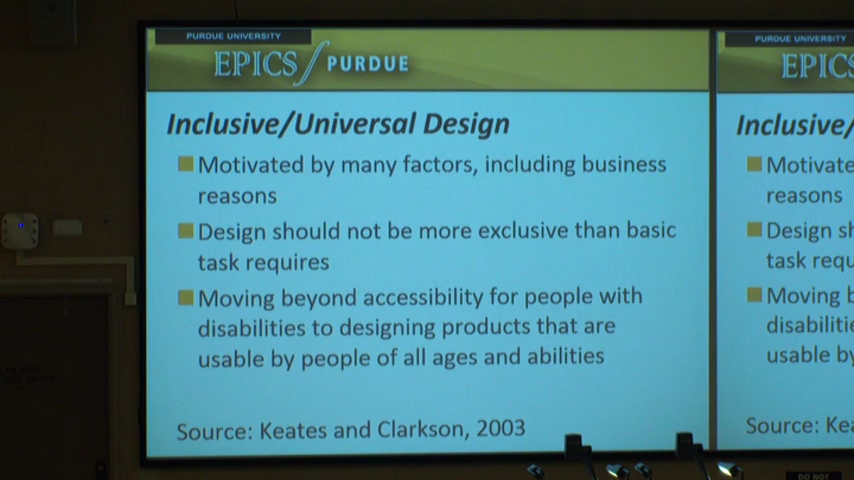 PURDUE UNIVERSITY
EPICS PURDUE
Inclusive/Universal Design
Motivated by many factors, including business
reasons
Design should not be more exclusive than basic
task requires
Moving beyond accessibility for people with
disabilities to designing products that are
usable by people of all ages and abilities
Source: Keates and Clarkson, 2003
PURDUE UNIVERSITY
EPICS
Inclusive/
Motivate
reasons
Design sh
task requ
Moving b
disabilitie
usable by
Source: Kea
DO NOT